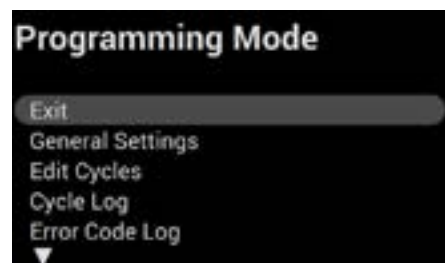 Programming Mode
Exit
General Settings
Edit Cycles
Cycle Log
Error Code Log